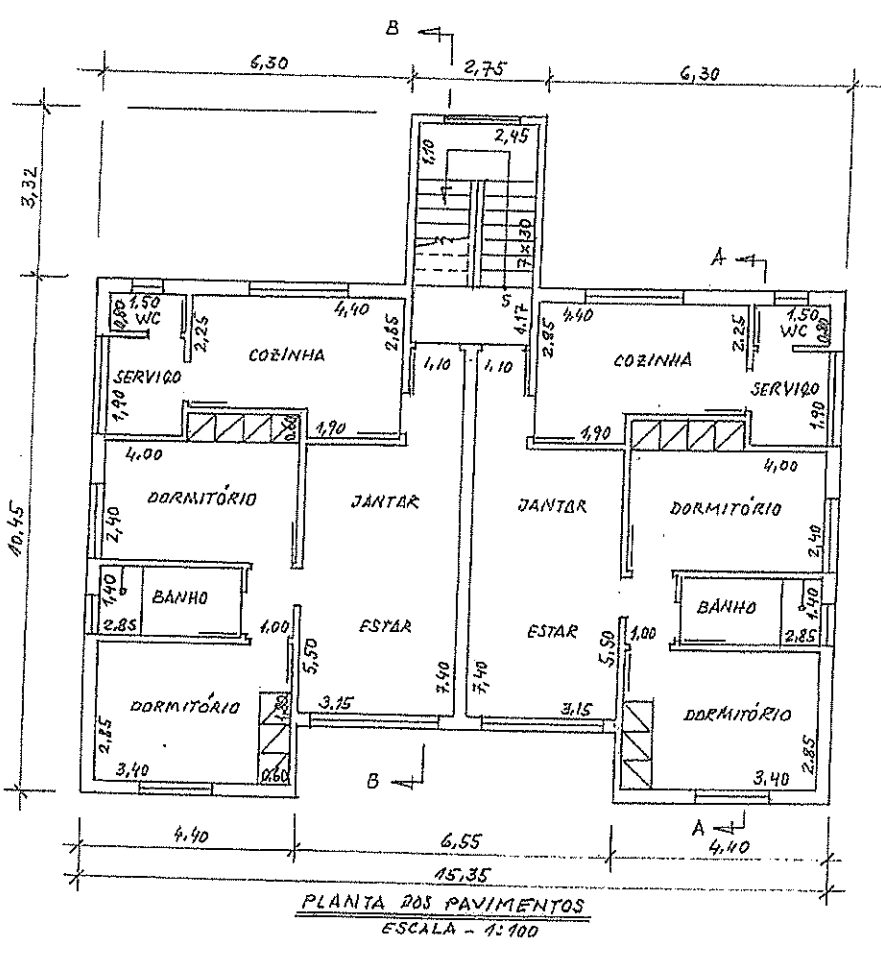 B
6,30
2,75
6,30
2,45
1,10
3,32
7 x 30
A
5
1,50
WC
0,80
4,40
2,25
2,85
COZINHA
1,17
4,40
2,85
2,25
COZINHA
1,50
WC
0,80
SERVIÇO
1,90
1,10
1,10
SERVIÇO
1,90
1,90
0,60
1,90
4,00
4,00
DORMITÓRIO
2,40
JANTAR
JANTAR
DORMITÓRIO
2,40
10,45
1,40
BANHO
2,85
1,00
ESTAR
ESTAR
1,00
BANHO
1,40
2,85
5,50
7,40
7,40
5,50
DORMITÓRIO
2,85
3,40
1,80
0,60
3,15
3,15
DORMITÓRIO
2,85
3,40
B
A
4,40
6,55
4,40
15,35
PLANTA DOS PAVIMENTOS
ESCALA - 1:100